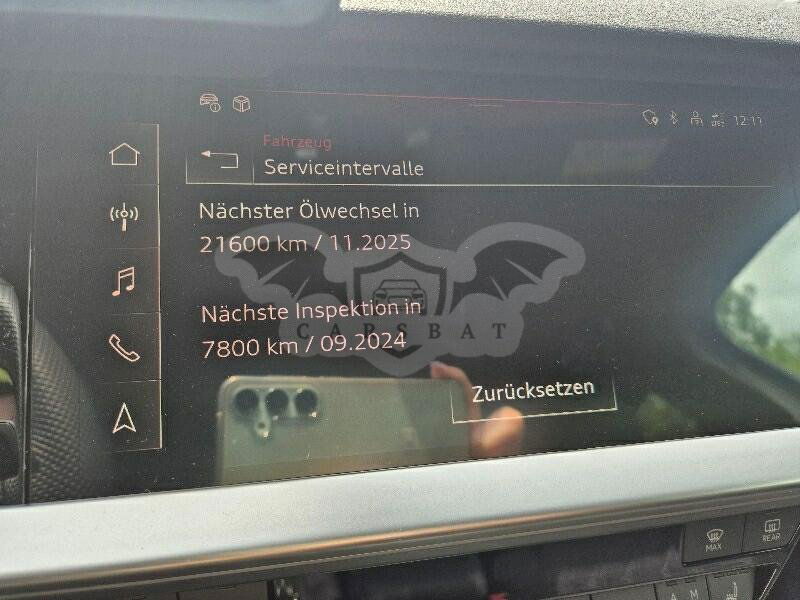 12:11
Fahrzeug
Serviceintervalle
Nächster Ölwechsel in
21600 km / 11.2025
Nächste Inspektion in
7800 km / 09.2024
CARSBAT
Zurücksetzen
MAX
REAR
A M